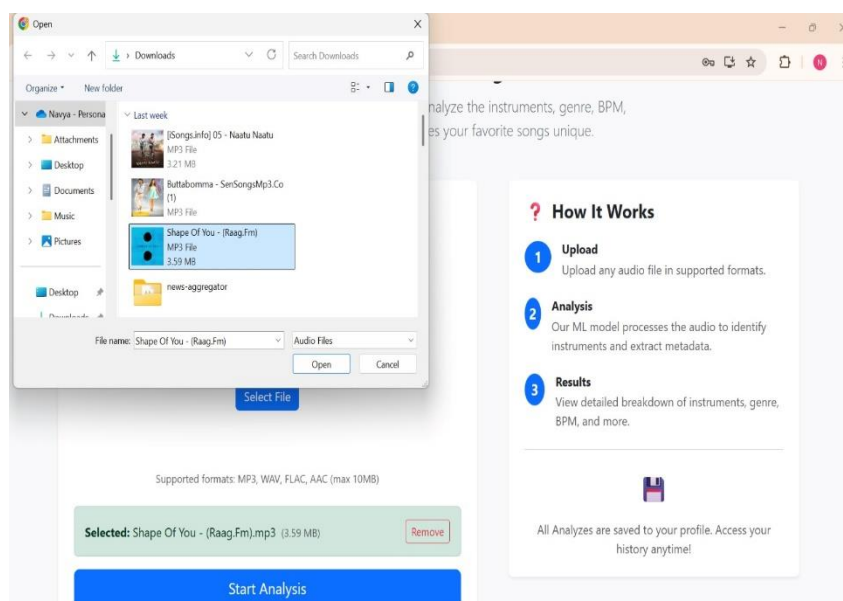 Open
Downloads
Search Downloads
Organize
New folder
Navya - Persona
Attachments
Desktop
Documents
Music
Pictures
Desktop
Last week
[iSongs.info] 05 - Naatu Naatu
MP3 File
3.21 MB
Buttabomma - SenSongsMp3.Co
(1)
MP3 File
Shape Of You - (Raag.Fm)
MP3 File
3.59 MB
news-aggregator
File name: Shape Of You - (Raag.Fm)
Audio Files
Open
Cancel
N
nalyze the instruments, genre, BPM,
es your favorite songs unique.
Select File
Supported formats: MP3, WAV, FLAC, AAC (max 10MB)
Selected: Shape Of You - (Raag.Fm).mp3 (3.59 MB)
Remove
Start Analysis
❓ How It Works
1
Upload
Upload any audio file in supported formats.
2
Analysis
Our ML model processes the audio to identify
instruments and extract metadata.
3
Results
View detailed breakdown of instruments, genre,
BPM, and more.
All Analyzes are saved to your profile. Access your
history anytime!